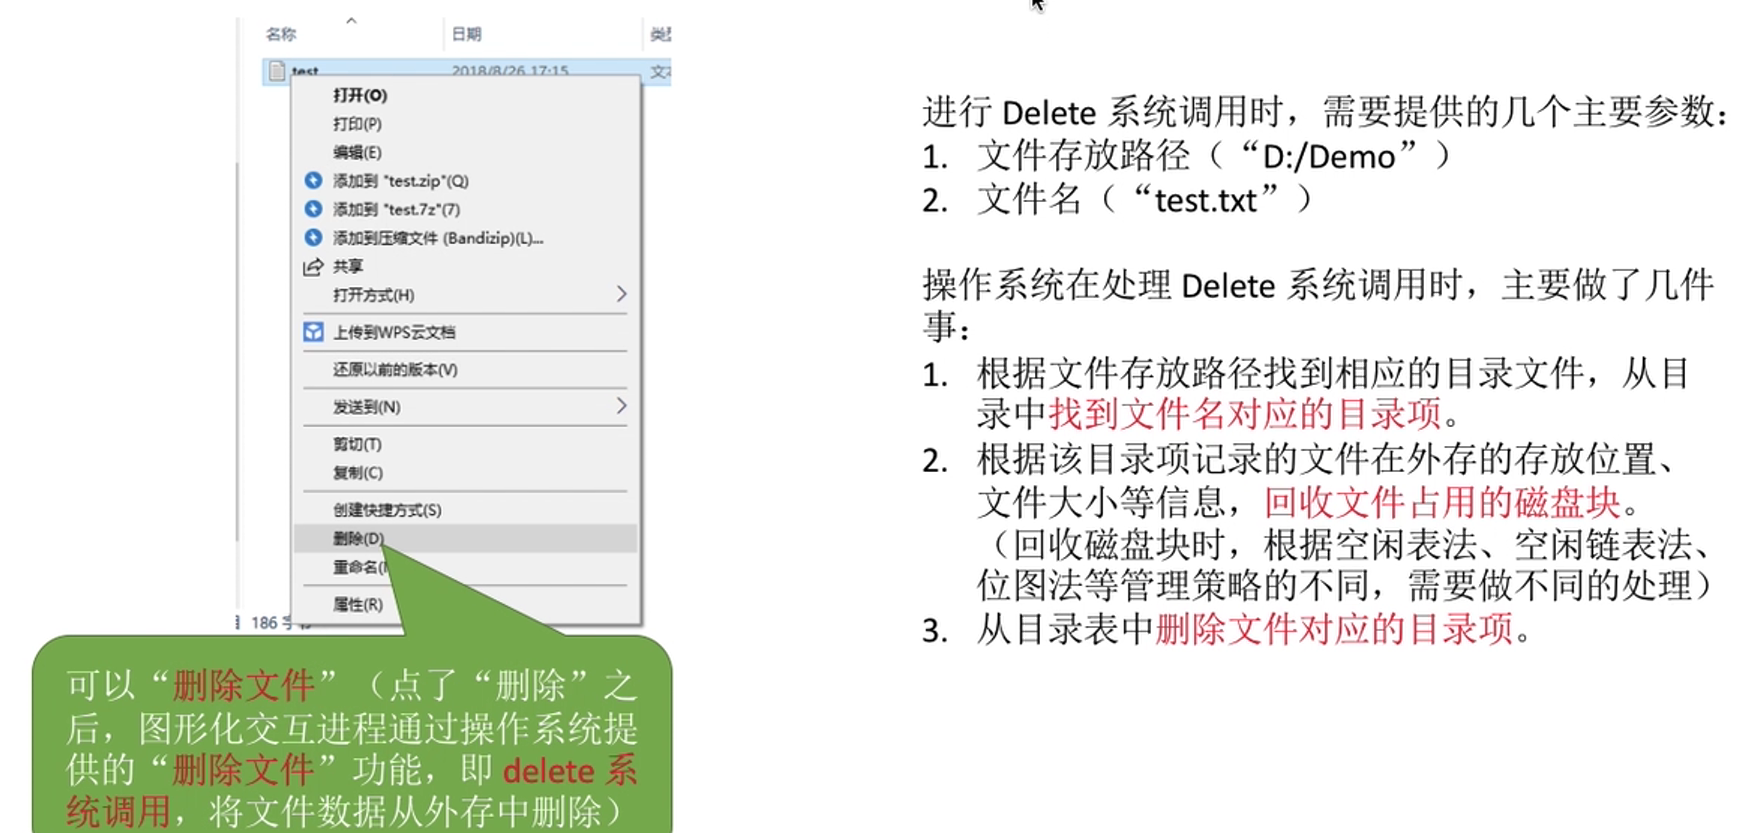 名称
日期
test
2018/8/26 17:15
打开(O)
打印(P)
编辑(E)
添加到 "test.zip"(Q)
添加到 "test.7z"(7)
添加到压缩文件 (Bandizip)(L)...
共享
打开方式(H)
上传到WPS云文档
还原以前的版本(V)
发送到(N)
剪切(T)
复制(C)
创建快捷方式(S)
删除(D)
重命名
属性(R)
186
可以“删除文件”（点了“删除”之
后，图形化交互进程通过操作系统提
供的“删除文件”功能，即 delete 系
统调用，将文件数据从外存中删除）
进行 Delete 系统调用时，需要提供的几个主要参数：
1. 文件存放路径（“D:/Demo”）
2. 文件名（“test.txt”）
操作系统在处理 Delete 系统调用时，主要做了几件
事：
1. 根据文件存放路径找到相应的目录文件，从目
录中找到文件名对应的目录项。
2. 根据该目录项记录的文件在外存的存放位置、
文件大小等信息，回收文件占用的磁盘块。
（回收磁盘块时，根据空闲表法、空闲链表法、
位图法等管理策略的不同，需要做不同的处理）
3. 从目录表中删除文件对应的目录项。